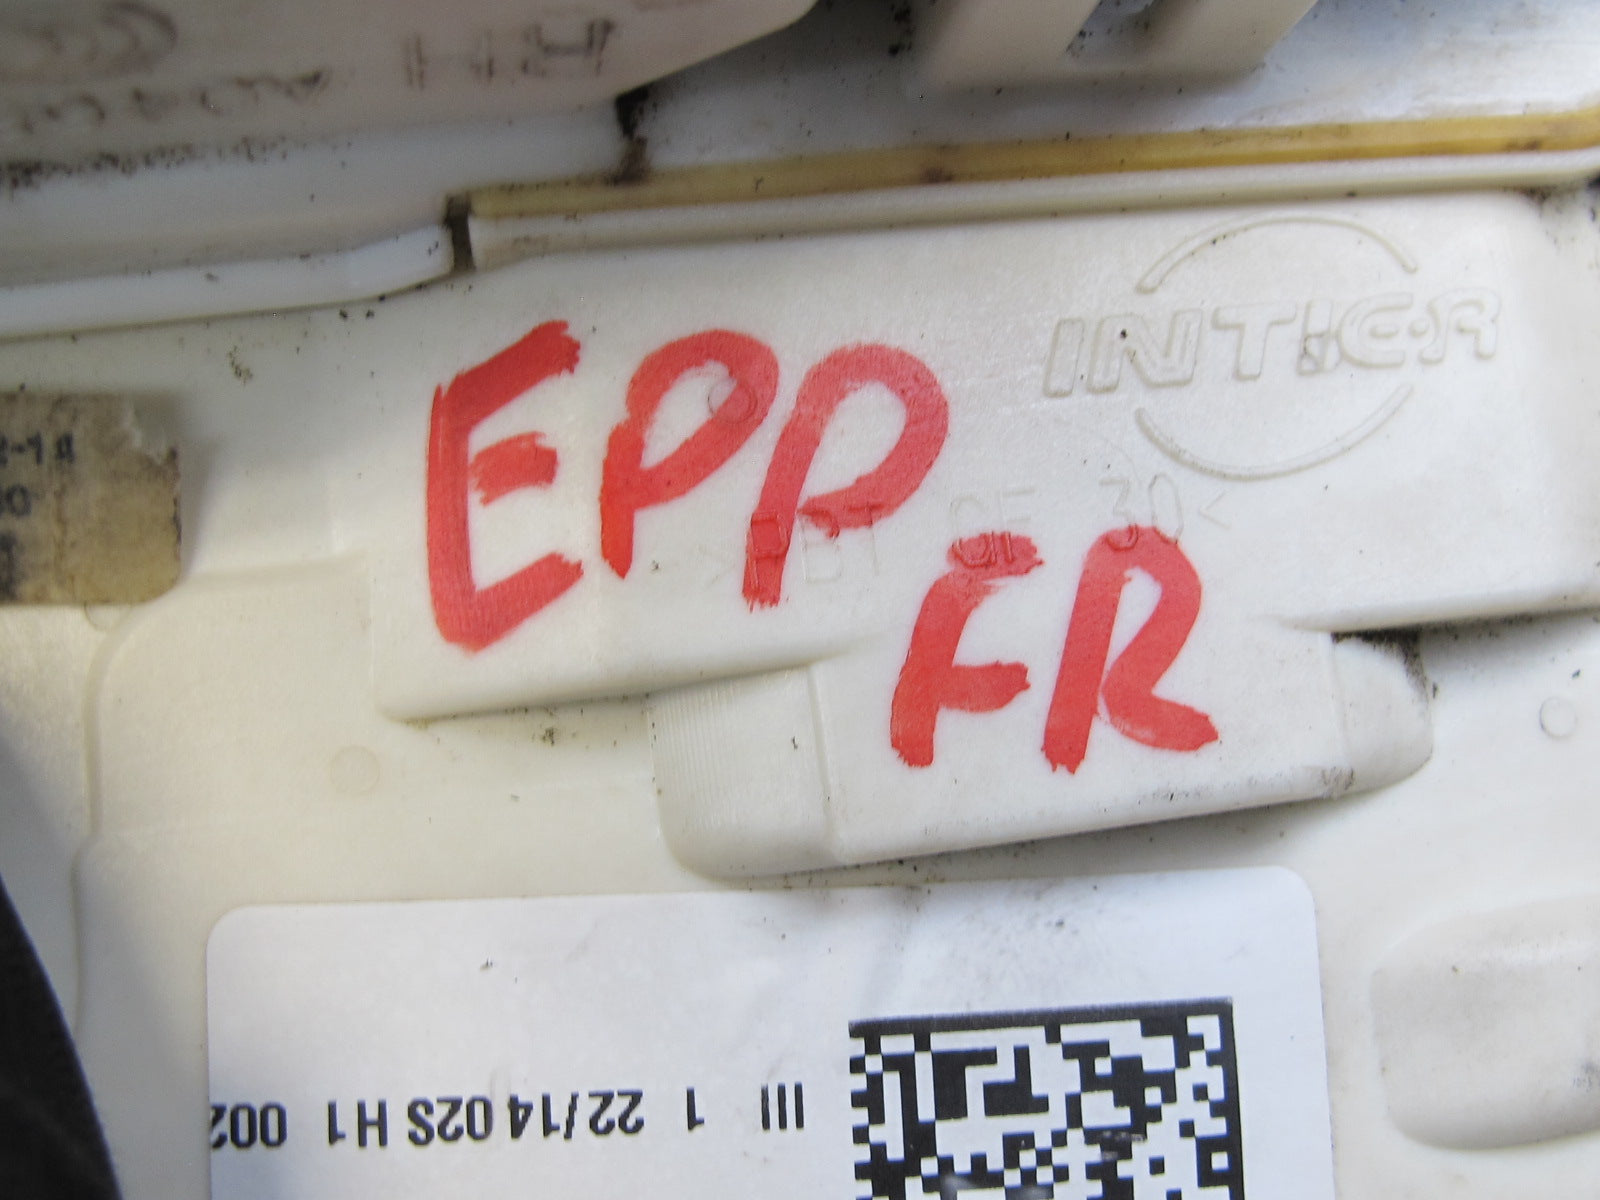 INTIER
EPP
>PBT GF 30<
FR
III 1 22/14 02S H1 002